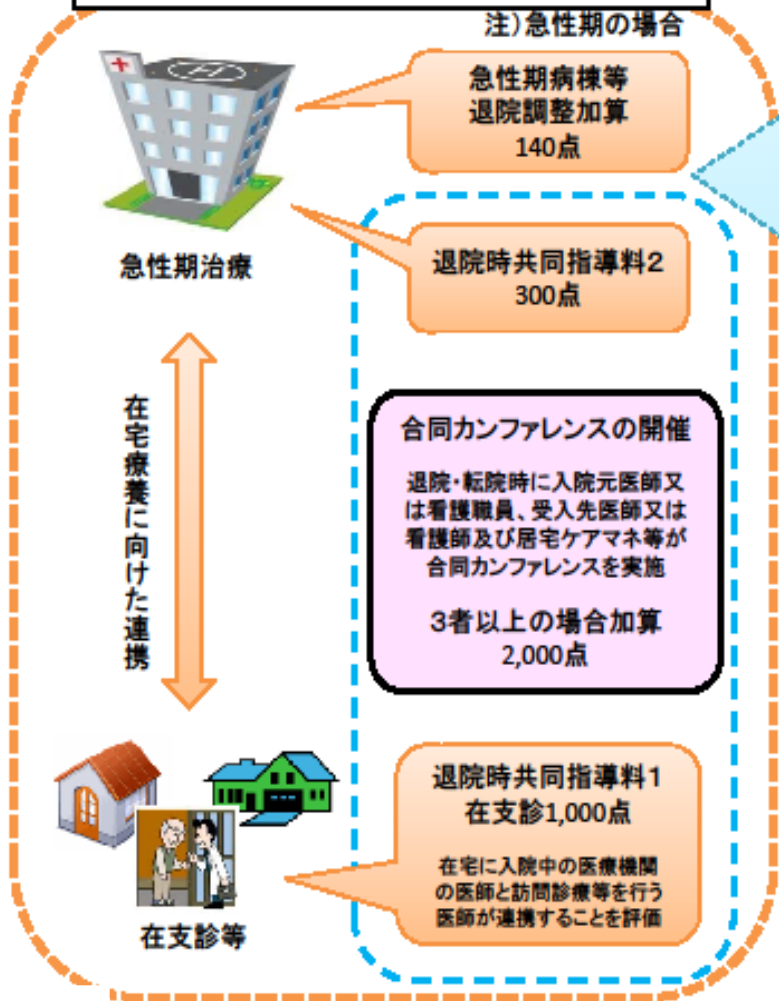 注)急性期の場合
急性期病棟等
退院調整加算
140点
急性期治療
退院時共同指導料2
300点
在宅療養に向けた連携
合同カンファレンスの開催
退院・転院時に入院元医師又
は看護職員、受入先医師又は
看護師及び居宅ケアマネ等が
合同カンファレンスを実施
3者以上の場合加算
2,000点
退院時共同指導料1
在支診1,000点
在宅に入院中の医療機関
の医師と訪問診療等を行う
医師が連携することを評価
在支診等
H